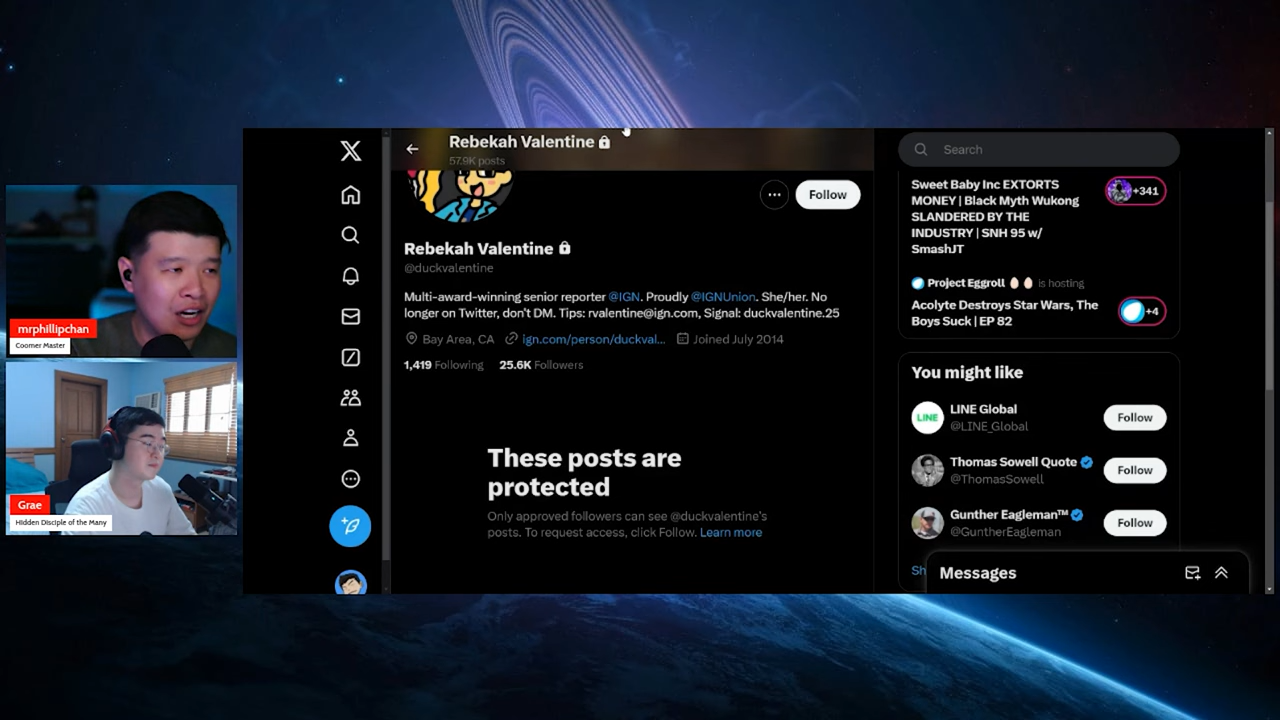 mrphillipchan
Coomer Master
Grae
Hidden Disciple of the Many
Rebekah Valentine
57.9K posts
Follow
Rebekah Valentine
@duckvalentine
Multi-award-winning senior reporter @IGN. Proudly @IGNUnion. She/her. No
longer on Twitter, don't DM. Tips: rvalentine@ign.com, Signal: duckvalentine.25
Bay Area, CA ign.com/person/duckval... Joined July 2014
1,419 Following 25.6K Followers
These posts are
protected
Only approved followers can see @duckvalentine's
posts. To request access, click Follow. Learn more
Search
Sweet Baby Inc EXTORTS
MONEY | Black Myth Wukong
SLANDERED BY THE
INDUSTRY | SNH 95 w/
SmashJT
+341
Project Eggroll is hosting
Acolyte Destroys Star Wars, The
Boys Suck | EP 82
+4
You might like
LINE
LINE Global
@LINE_Global
Follow
Thomas Sowell Quote
@ThomasSowell
Follow
Gunther Eagleman™
@GuntherEagleman
Follow
Sh
Messages